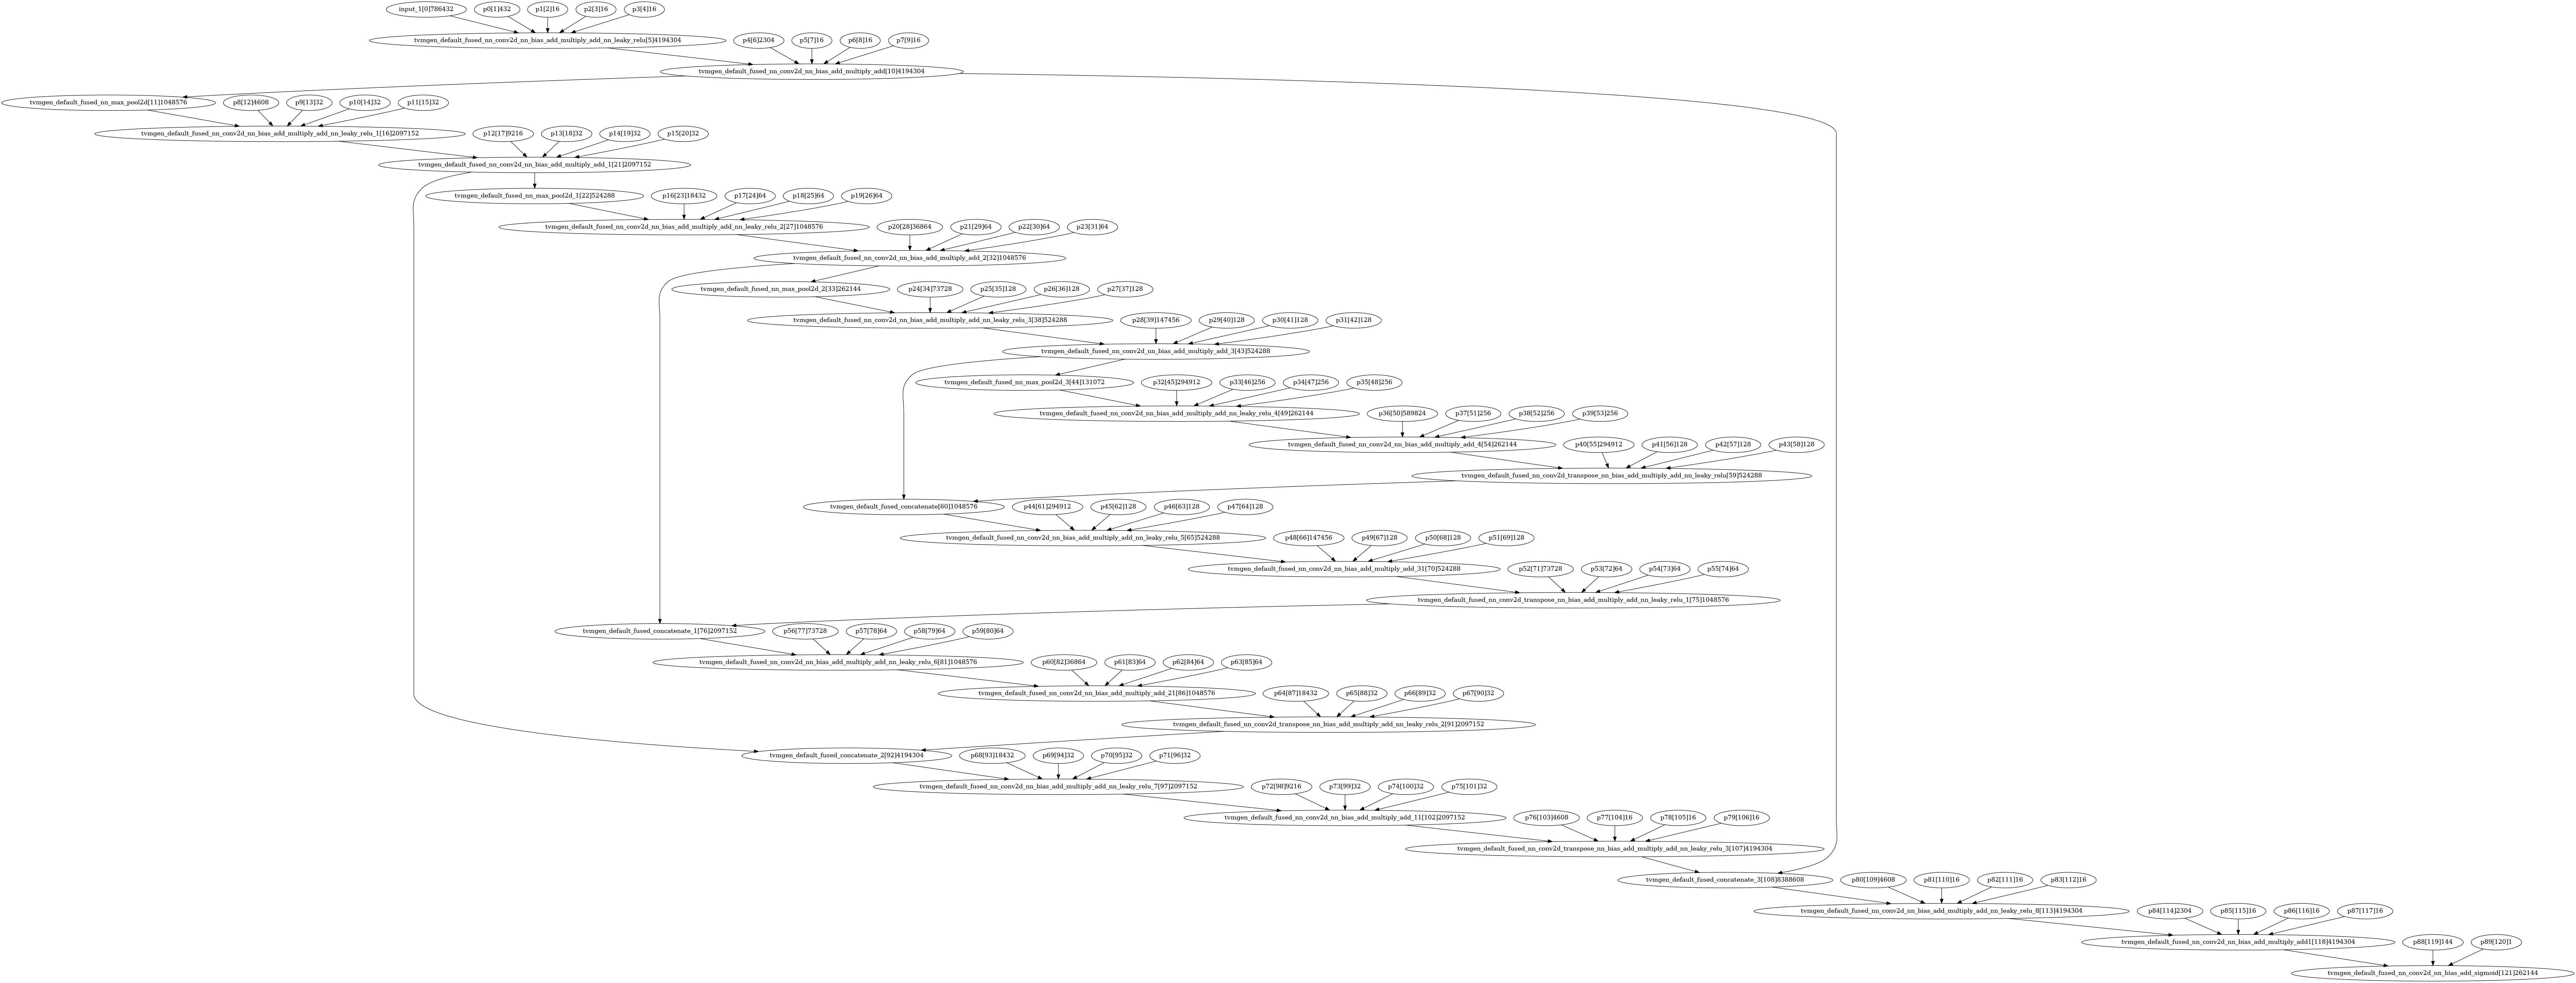 input_1[0]786432
p0[1]432
p1[2]16
p2[3]16
p3[4]16
tvmgen_default_fused_nn_conv2d_nn_bias_add_multiply_add_nn_leaky_relu[5]4194304
p4[6]2304
p5[7]16
p6[8]16
p7[9]16
tvmgen_default_fused_nn_conv2d_nn_bias_add_multiply_add[10]4194304
tvmgen_default_fused_nn_max_pool2d[11]1048576
p8[12]4608
p9[13]32
p10[14]32
p11[15]32
tvmgen_default_fused_nn_conv2d_nn_bias_add_multiply_add_nn_leaky_relu_1[16]2097152
p12[17]9216
p13[18]32
p14[19]32
p15[20]32
tvmgen_default_fused_nn_conv2d_nn_bias_add_multiply_add_1[21]2097152
tvmgen_default_fused_nn_max_pool2d_1[22]524288
p16[23]18432
p17[24]64
p18[25]64
p19[26]64
tvmgen_default_fused_nn_conv2d_nn_bias_add_multiply_add_nn_leaky_relu_2[27]1048576
p20[28]36864
p21[29]64
p22[30]64
p23[31]64
tvmgen_default_fused_nn_conv2d_nn_bias_add_multiply_add_2[32]1048576
tvmgen_default_fused_nn_max_pool2d_2[33]262144
p24[34]73728
p25[35]128
p26[36]128
p27[37]128
tvmgen_default_fused_nn_conv2d_nn_bias_add_multiply_add_nn_leaky_relu_3[38]524288
p28[39]147456
p29[40]128
p30[41]128
p31[42]128
tvmgen_default_fused_nn_conv2d_nn_bias_add_multiply_add_3[43]524288
tvmgen_default_fused_nn_max_pool2d_3[44]131072
p32[45]294912
p33[46]256
p34[47]256
p35[48]256
tvmgen_default_fused_nn_conv2d_nn_bias_add_multiply_add_nn_leaky_relu_4[49]262144
p36[50]589824
p37[51]256
p38[52]256
p39[53]256
tvmgen_default_fused_nn_conv2d_nn_bias_add_multiply_add_4[54]262144
p40[55]294912
p41[56]128
p42[57]128
p43[58]128
tvmgen_default_fused_nn_conv2d_transpose_nn_bias_add_multiply_add_nn_leaky_relu[59]524288
tvmgen_default_fused_concatenate[60]1048576
p44[61]294912
p45[62]128
p46[63]128
p47[64]128
tvmgen_default_fused_nn_conv2d_nn_bias_add_multiply_add_nn_leaky_relu_5[65]524288
p48[66]147456
p49[67]128
p50[68]128
p51[69]128
tvmgen_default_fused_nn_conv2d_nn_bias_add_multiply_add_31[70]524288
p52[71]73728
p53[72]64
p54[73]64
p55[74]64
tvmgen_default_fused_nn_conv2d_transpose_nn_bias_add_multiply_add_nn_leaky_relu_1[75]1048576
tvmgen_default_fused_concatenate_1[76]2097152
p56[77]73728
p57[78]64
p58[79]64
p59[80]64
tvmgen_default_fused_nn_conv2d_nn_bias_add_multiply_add_nn_leaky_relu_6[81]1048576
p60[82]36864
p61[83]64
p62[84]64
p63[85]64
tvmgen_default_fused_nn_conv2d_nn_bias_add_multiply_add_21[86]1048576
p64[87]18432
p65[88]32
p66[89]32
p67[90]32
tvmgen_default_fused_nn_conv2d_transpose_nn_bias_add_multiply_add_nn_leaky_relu_2[91]2097152
tvmgen_default_fused_concatenate_2[92]4194304
p68[93]18432
p69[94]32
p70[95]32
p71[96]32
tvmgen_default_fused_nn_conv2d_nn_bias_add_multiply_add_nn_leaky_relu_7[97]2097152
p72[98]9216
p73[99]32
p74[100]32
p75[101]32
tvmgen_default_fused_nn_conv2d_nn_bias_add_multiply_add_11[102]2097152
p76[103]4608
p77[104]16
p78[105]16
p79[106]16
tvmgen_default_fused_nn_conv2d_transpose_nn_bias_add_multiply_add_nn_leaky_relu_3[107]4194304
tvmgen_default_fused_concatenate_3[108]8388608
p80[109]4608
p81[110]16
p82[111]16
p83[112]16
tvmgen_default_fused_nn_conv2d_nn_bias_add_multiply_add_nn_leaky_relu_8[113]4194304
p84[114]2304
p85[115]16
p86[116]16
p87[117]16
tvmgen_default_fused_nn_conv2d_nn_bias_add_multiply_add1[118]4194304
p88[119]144
p89[120]1
tvmgen_default_fused_nn_conv2d_nn_bias_add_sigmoid[121]262144